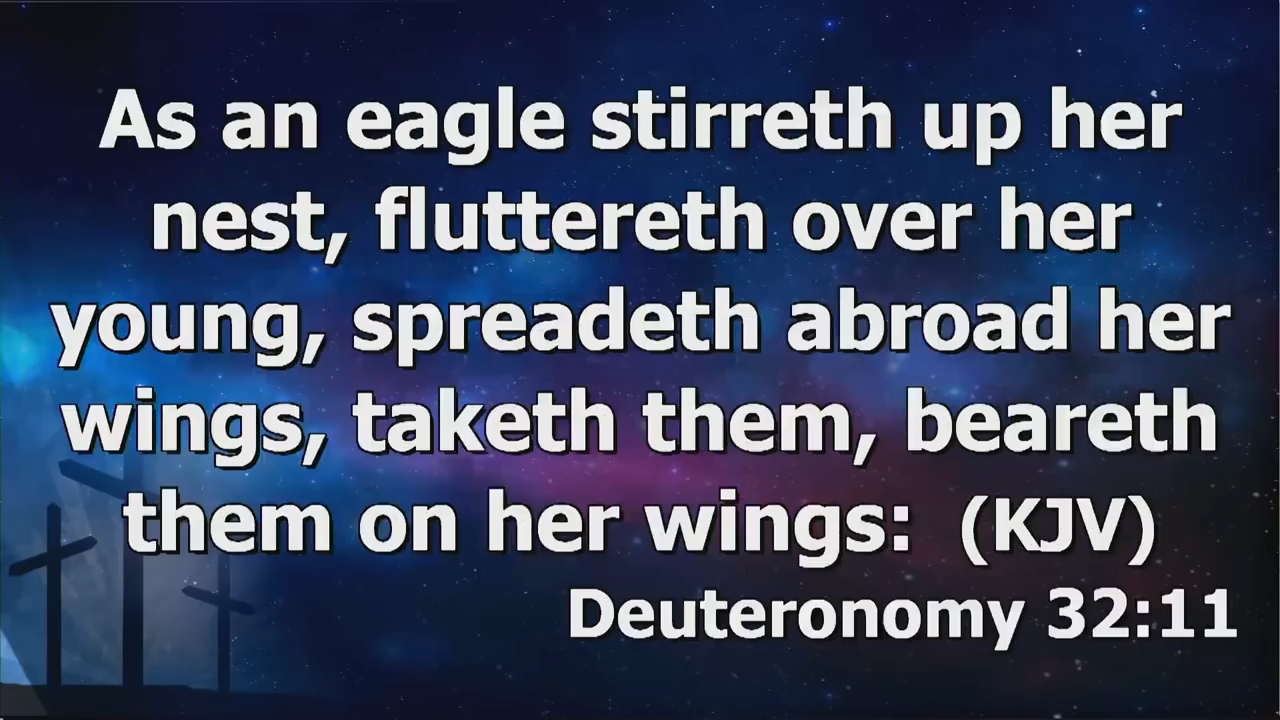 As an eagle stirreth up her
nest, fluttereth over her
young, spreadeth abroad her
wings, taketh them, beareth
them on her wings: (KJV)
Deuteronomy 32:11